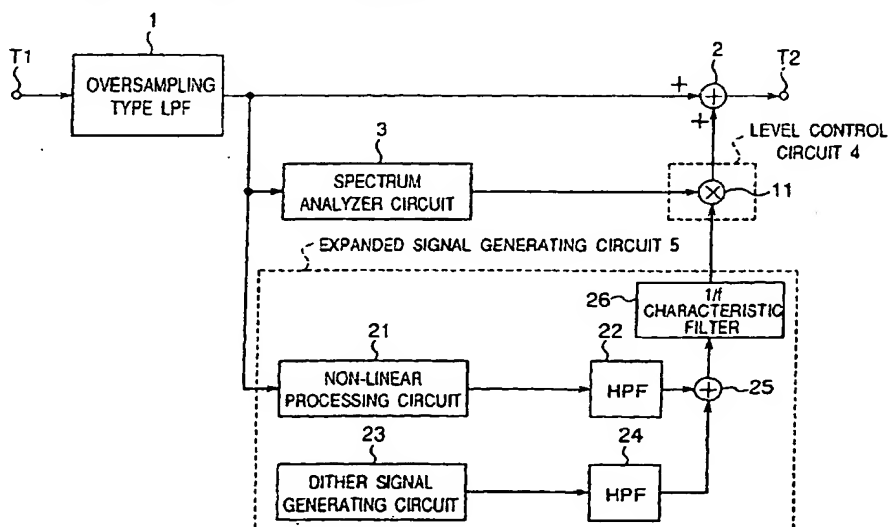 1
T1
OVERSAMPLING
TYPE LPF
2
T2
+
+
+
LEVEL CONTROL
CIRCUIT 4
3
SPECTRUM
ANALYZER CIRCUIT
×
11
EXPANDED SIGNAL GENERATING CIRCUIT 5
26
1/f
CHARACTERISTIC
FILTER
21
NON-LINEAR
PROCESSING CIRCUIT
22
HPF
+
25
23
DITHER SIGNAL
GENERATING CIRCUIT
24
HPF